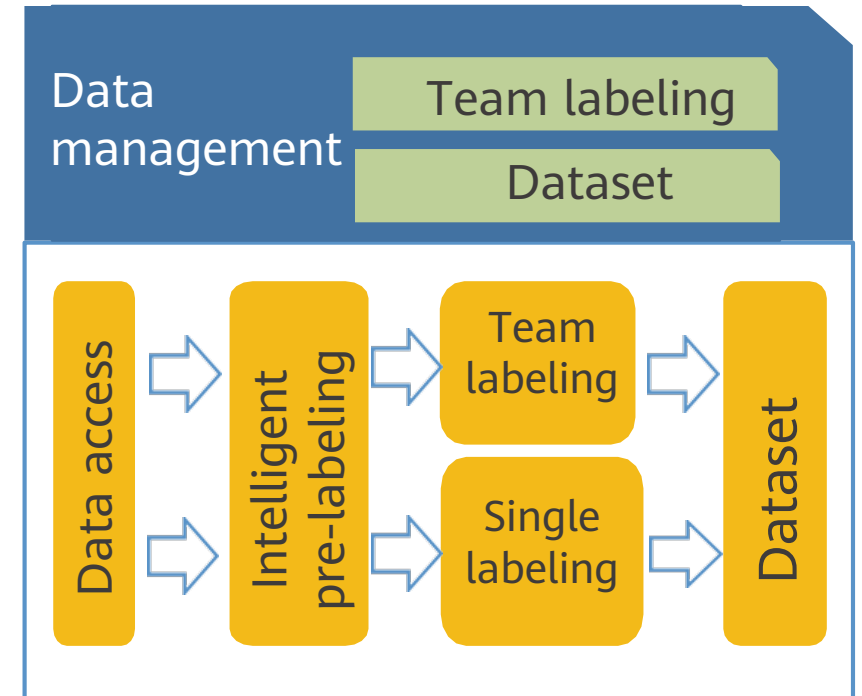 Data
management
Team labeling
Dataset
Data access
Intelligent
pre-labeling
Team
labeling
Single
labeling
Dataset